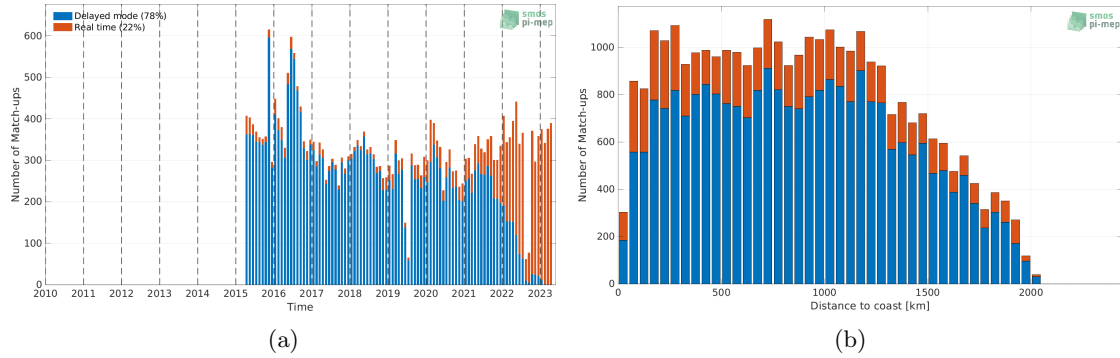 Delayed mode (78%)
Real time (22%)
smos
pi-mep
Number of Match-ups
600
500
400
300
200
100
0
2010 2011 2012 2013 2014 2015 2016 2017 2018 2019 2020 2021 2022 2023
Time
(a)
smos
pi-mep
Number of Match-ups
1000
800
600
400
200
0
0 500 1000 1500 2000
Distance to coast [km]
(b)